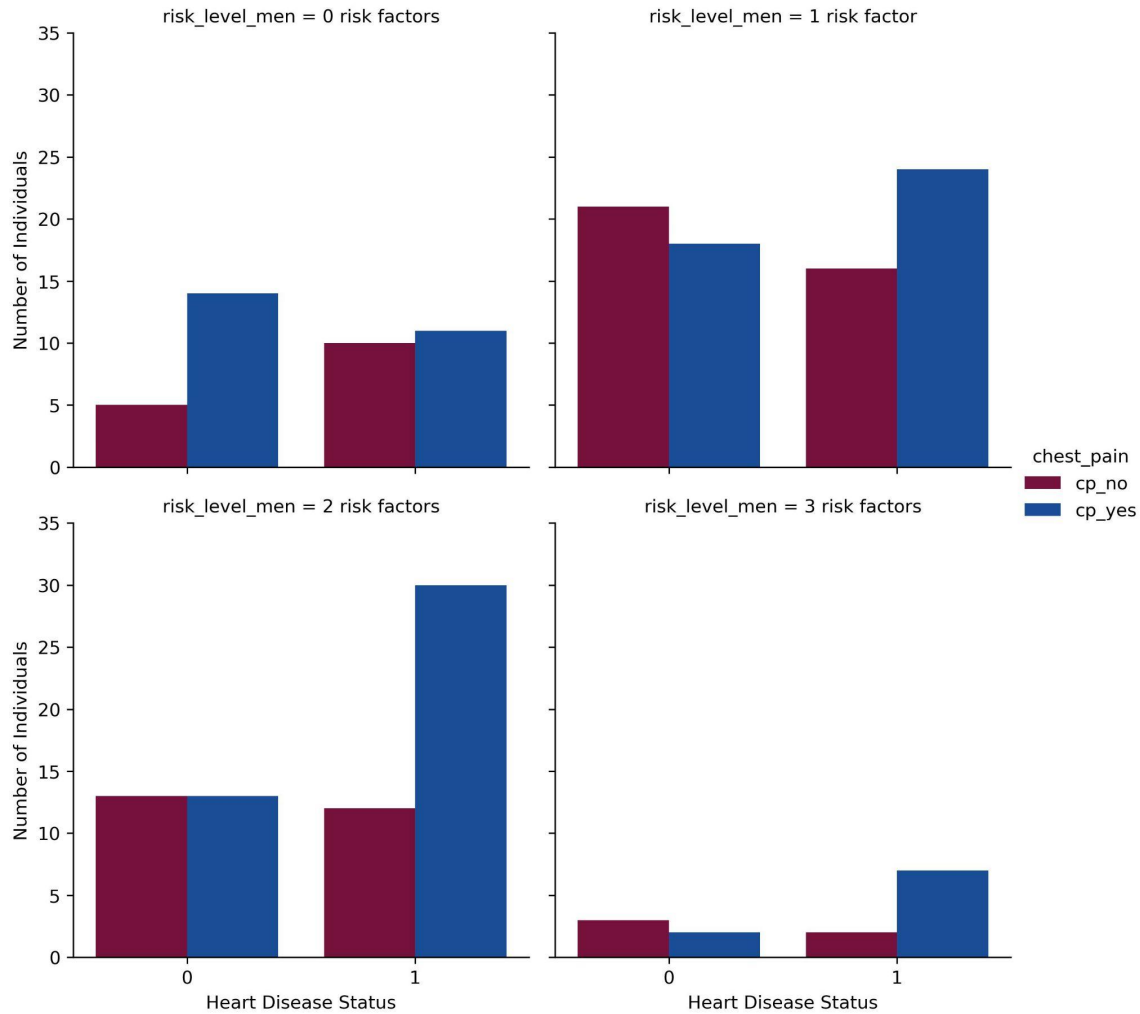 risk_level_men = 0 risk factors
risk_level_men = 1 risk factor
35
30
25
20
15
10
5
0
Number of Individuals
chest_pain
cp_no
cp_yes
risk_level_men = 2 risk factors
risk_level_men = 3 risk factors
35
30
25
20
15
10
5
0
Number of Individuals
0
1
0
1
Heart Disease Status
Heart Disease Status